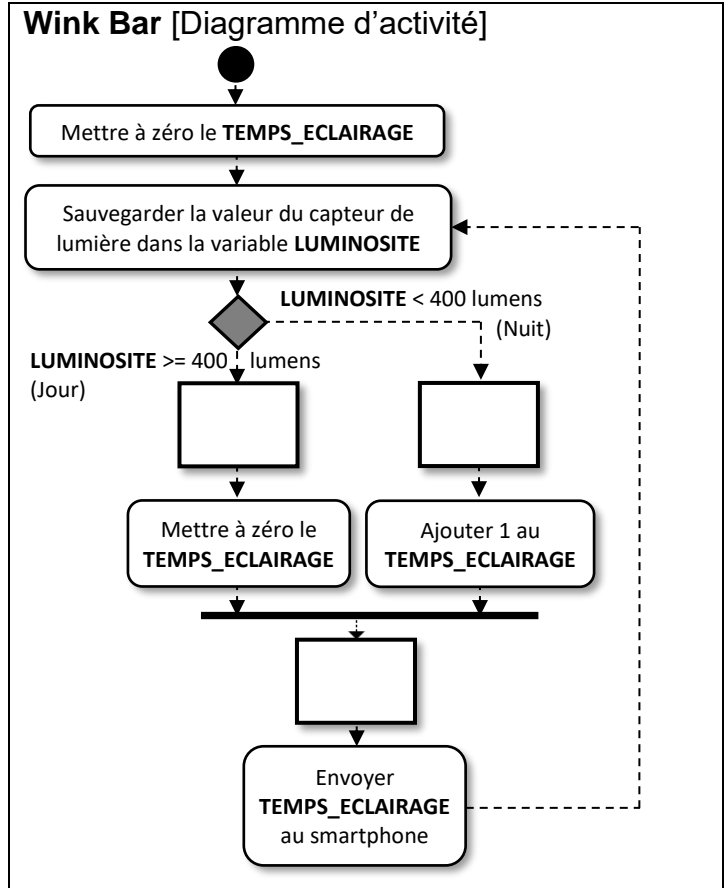 Wink Bar [Diagramme d’activité]
Mettre à zéro le TEMPS_ECLAIRAGE
Sauvegarder la valeur du capteur de
lumière dans la variable LUMINOSITE
LUMINOSITE < 400 lumens
(Nuit)
LUMINOSITE >= 400 lumens
(Jour)
Mettre à zéro le
TEMPS_ECLAIRAGE
Ajouter 1 au
TEMPS_ECLAIRAGE
Envoyer
TEMPS_ECLAIRAGE
au smartphone